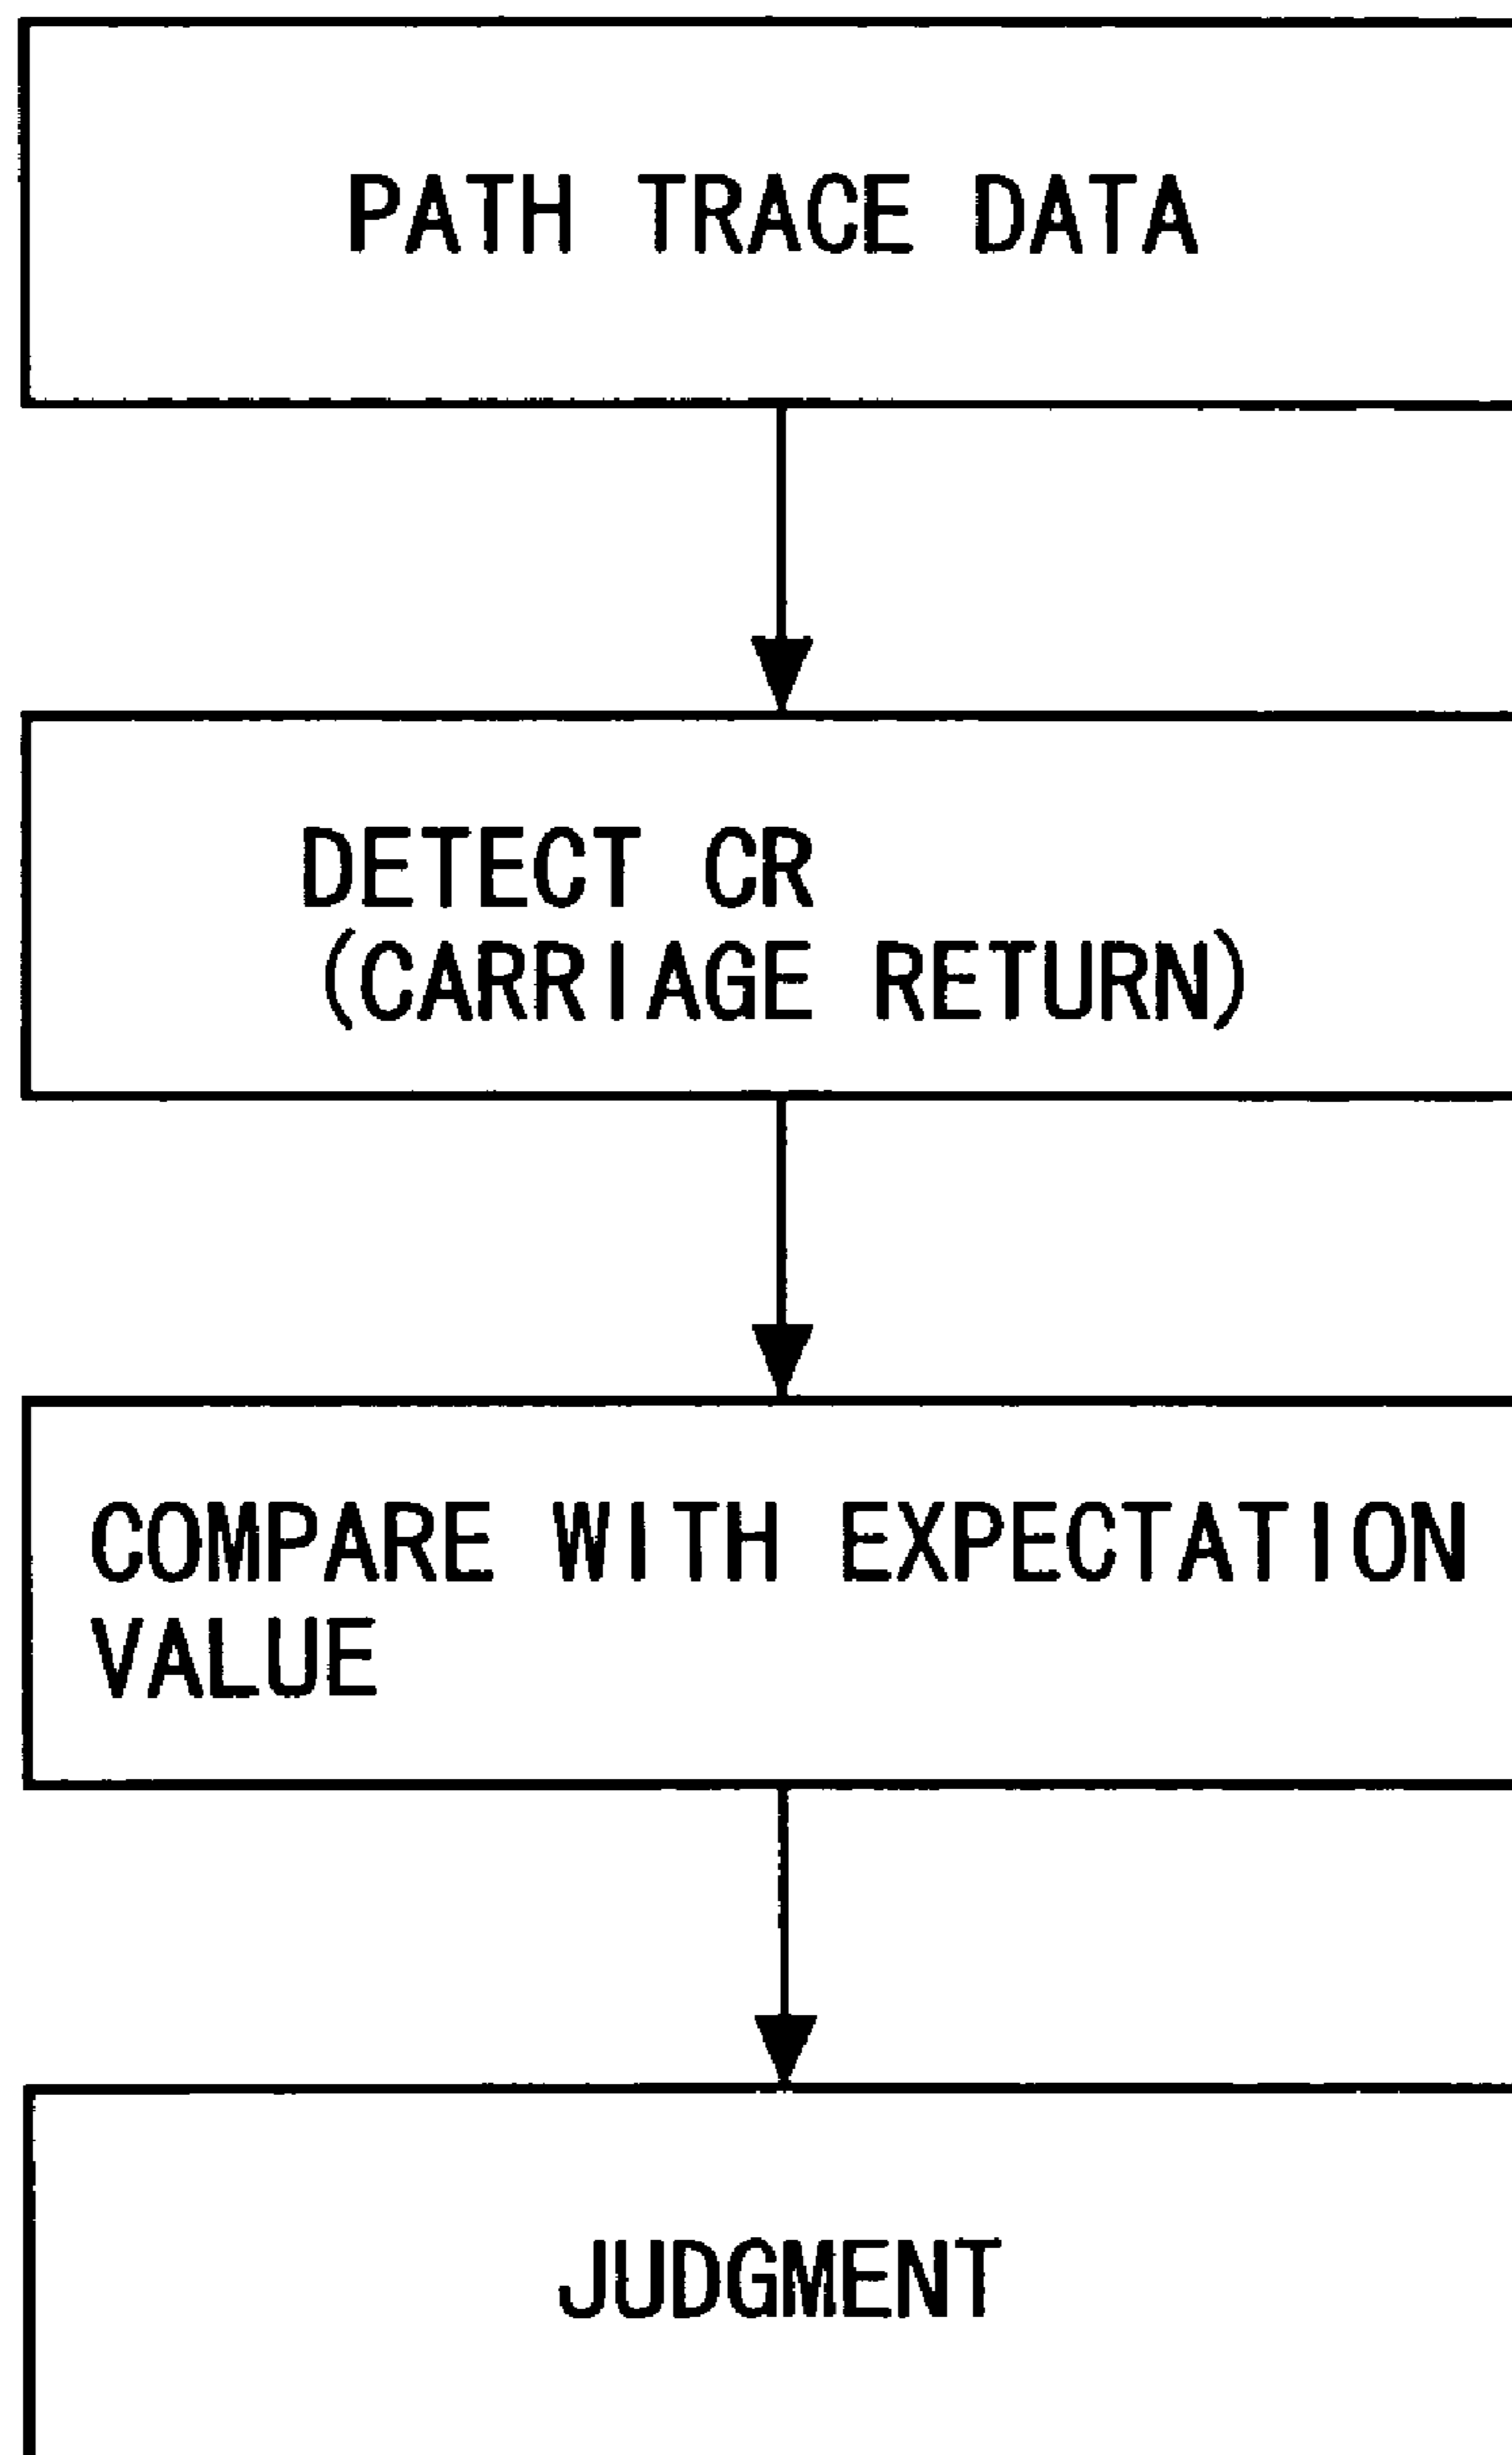 PATH TRACE DATA
DETECT CR
(CARRIAGE RETURN)
COMPARE WITH EXPECTATION
VALUE
JUDGMENT